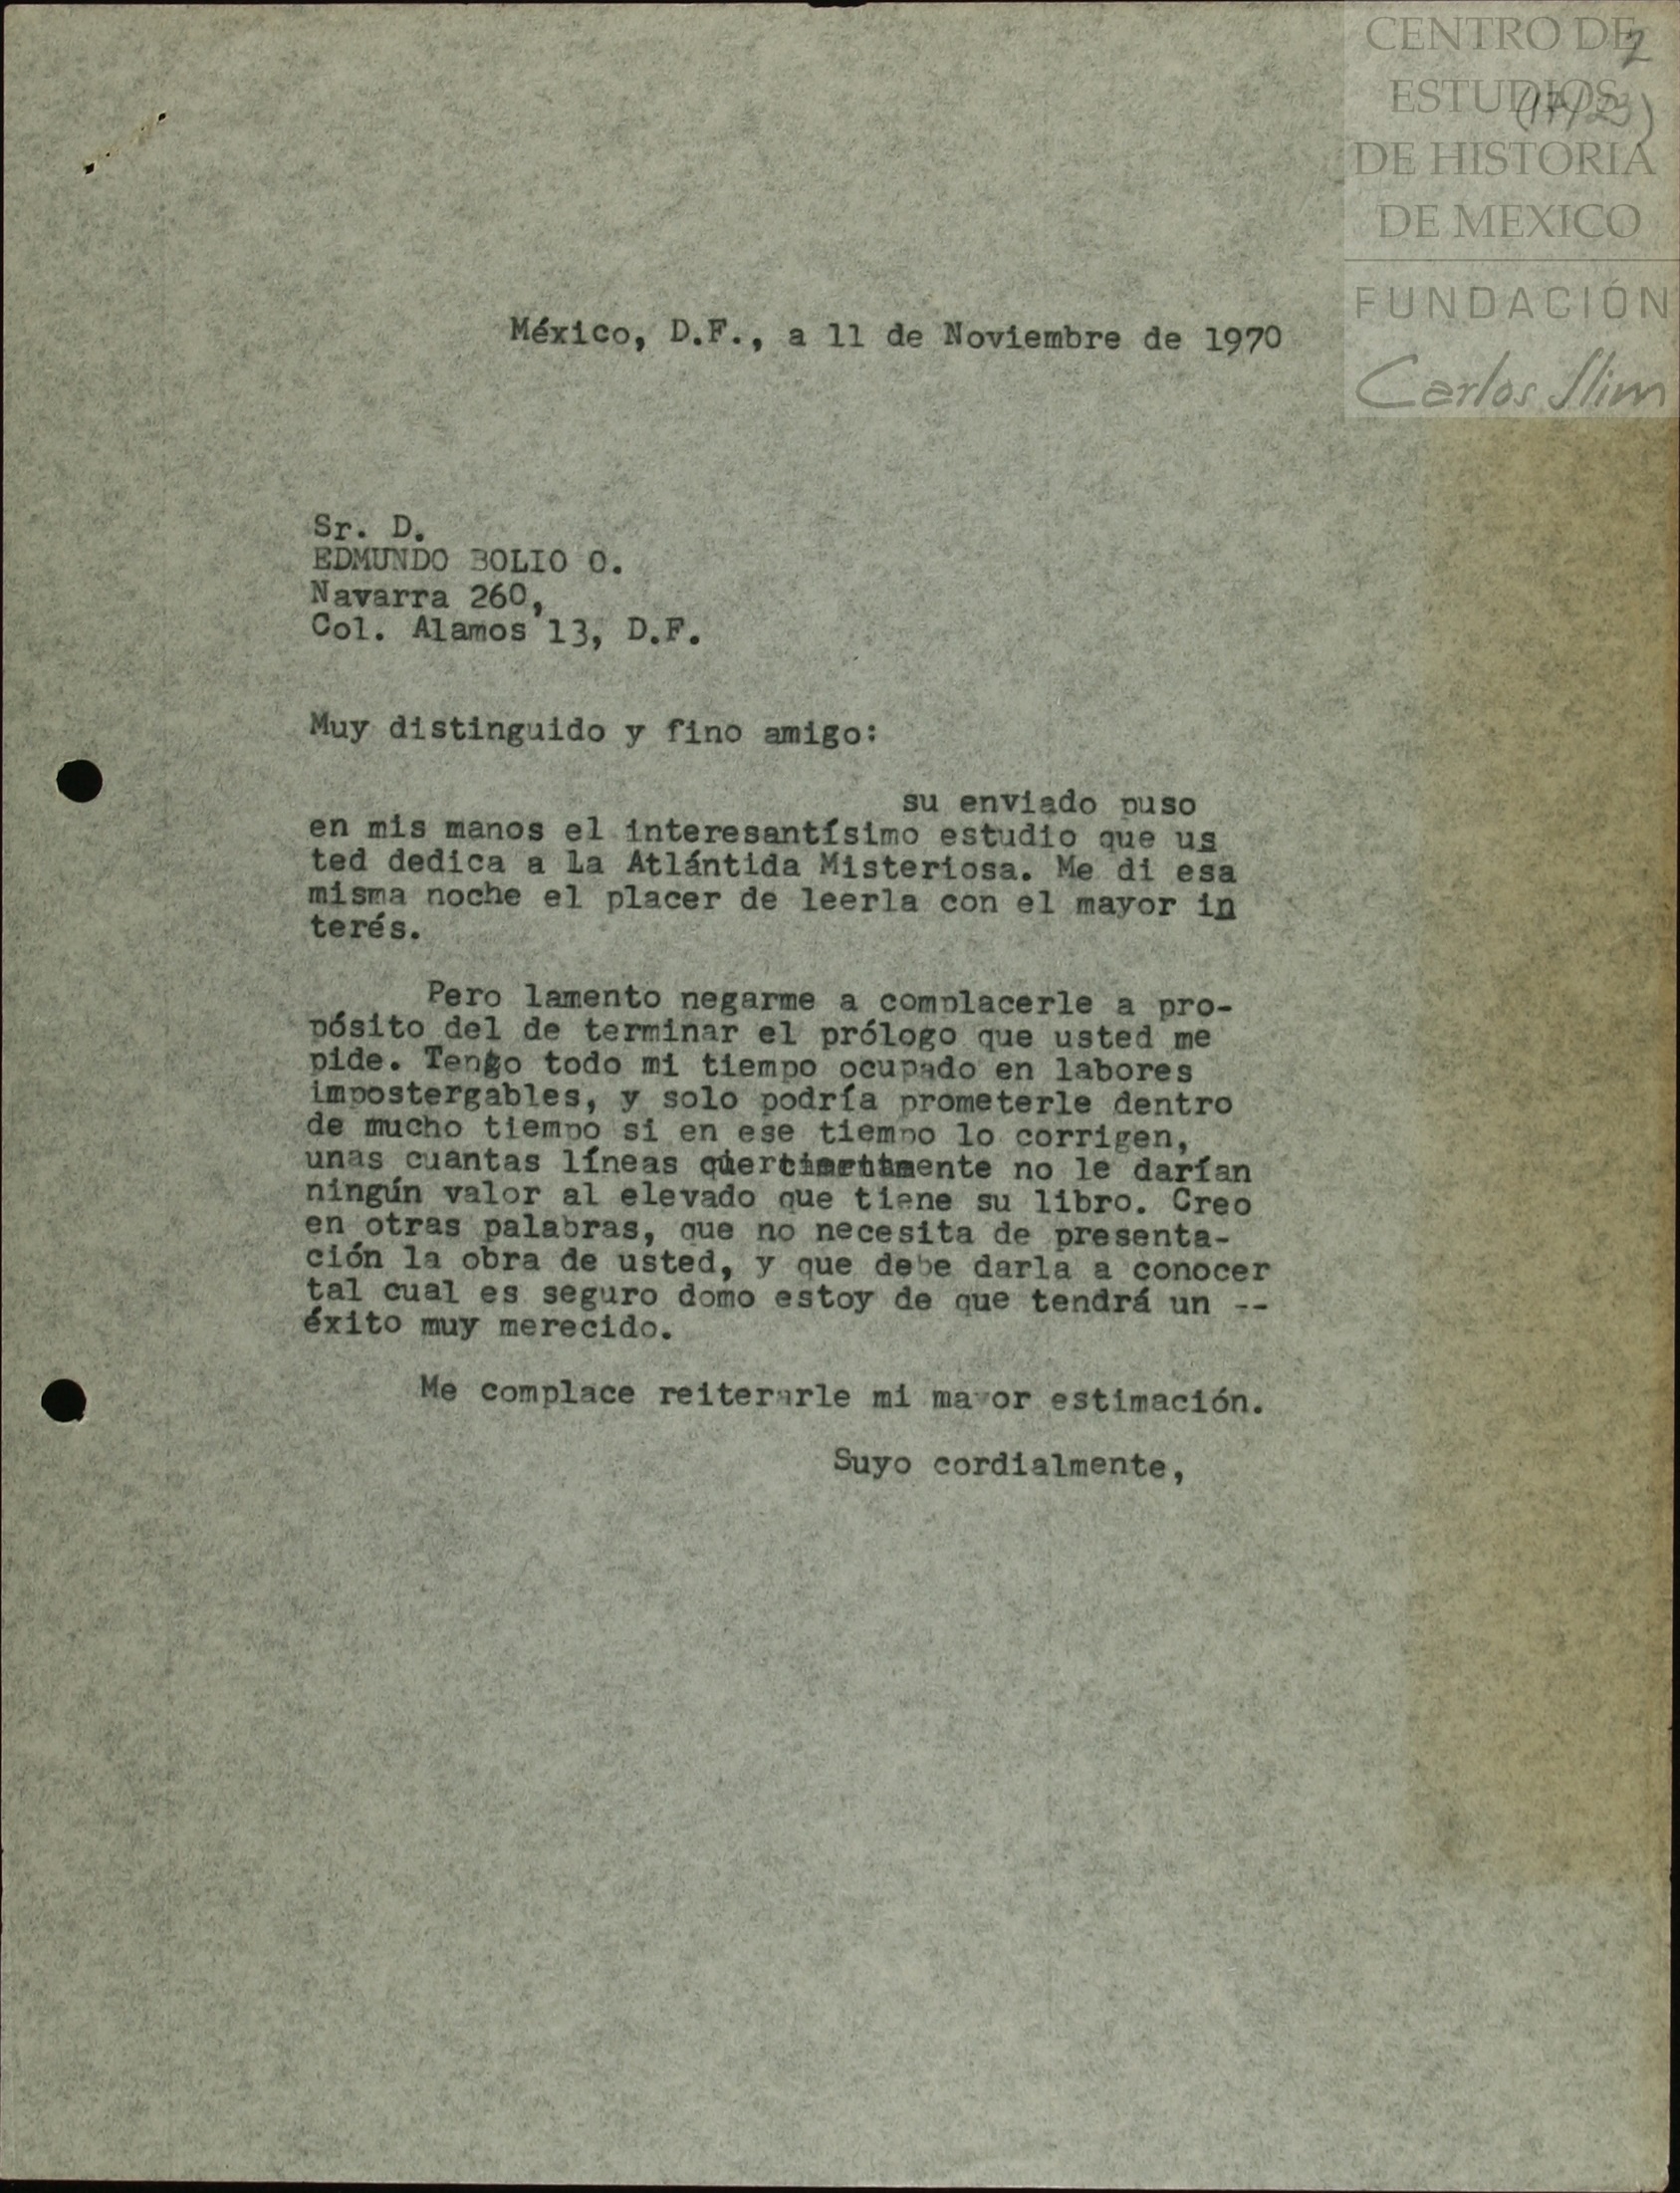 CENTRO DE
ESTUDIOS
DE HISTORIA
DE MEXICO
FUNDACIÓN
Carlos Slim
2
(17/23)
México, D.F., a 11 de Noviembre de 1970
Sr. D.
EDMUNDO BOLIO O.
Navarra 260,
Col. Alamos 13, D.F.
Muy distinguido y fino amigo:
su enviado puso
en mis manos el interesantísimo estudio que us
ted dedica a la Atlántida Misteriosa. Me di esa
misma noche el placer de leerla con el mayor in
terés.
Pero lamento negarme a complacerle a pro-
pósito del de terminar el prólogo que usted me
pide. Tengo todo mi tiempo ocupado en labores
impostergables, y solo podría prometerle dentro
de mucho tiempo si en ese tiempo lo corrigen,
unas cuantas líneas no le darían
ningún valor al elevado que tiene su libro. Creo
en otras palabras, que no necesita de presenta-
ción la obra de usted, y que debe darla a conocer
tal cual es seguro domo estoy de que tendrá un --
éxito muy merecido.
Me complace reiterarle mi mayor estimación.
Suyo cordialmente,